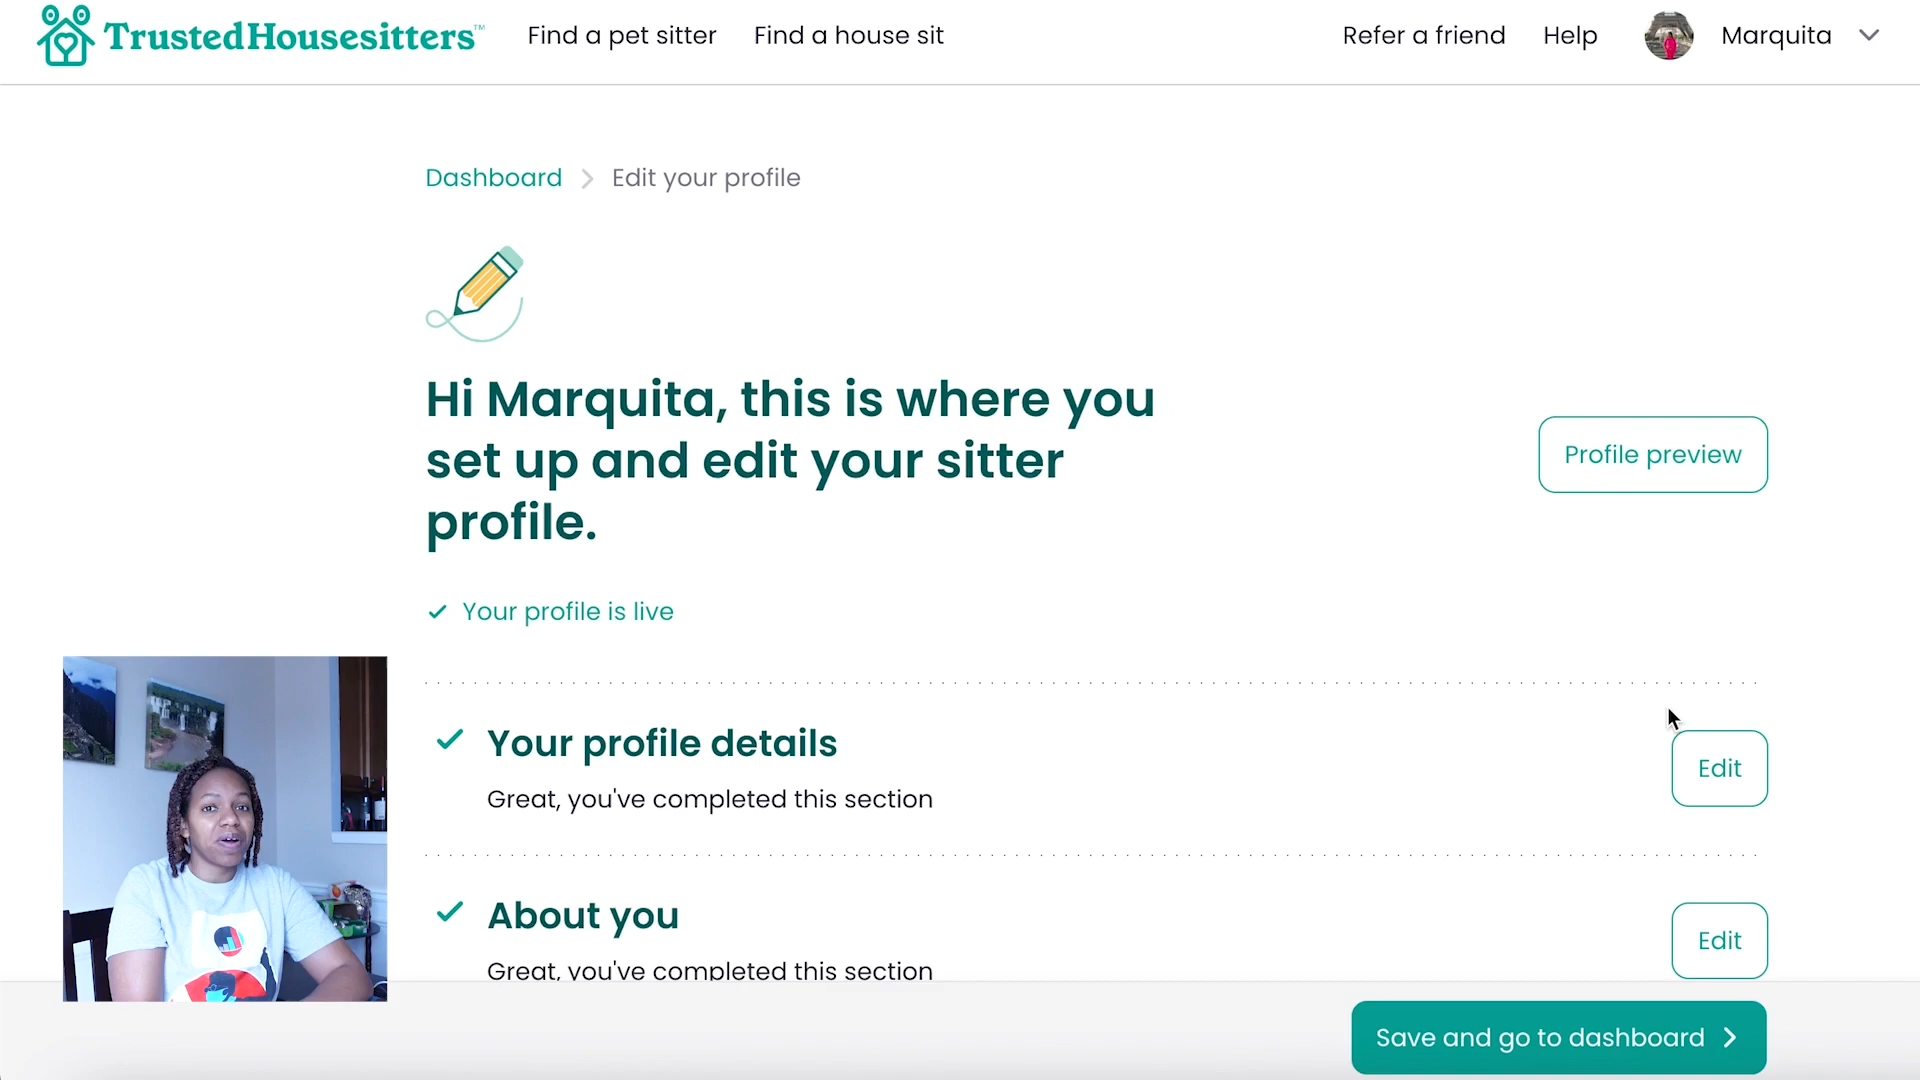 TrustedHousesitters™ Find a pet sitter Find a house sit Refer a friend Help Marquita
Dashboard > Edit your profile
Hi Marquita, this is where you
set up and edit your sitter
profile.
Profile preview
Your profile is live
Your profile details
Great, you've completed this section
Edit
About you
Great, you've completed this section
Edit
Save and go to dashboard